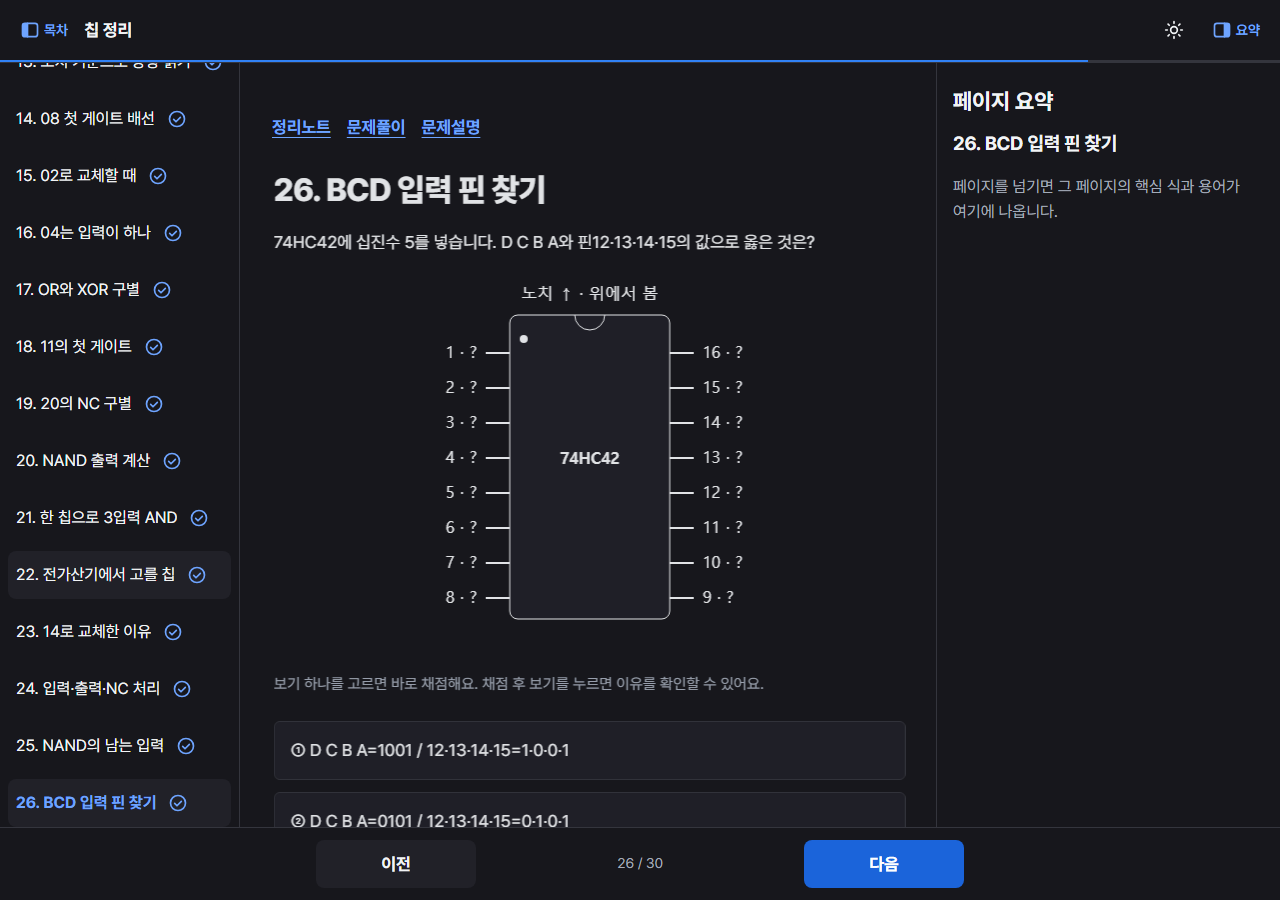 목차
칩 정리
요약
14. 08 첫 게이트 배선
15. 02로 교체할 때
16. 04는 입력이 하나
17. OR와 XOR 구별
18. 11의 첫 게이트
19. 20의 NC 구별
20. NAND 출력 계산
21. 한 칩으로 3입력 AND
22. 전가산기에서 고를 칩
23. 14로 교체한 이유
24. 입력·출력·NC 처리
25. NAND의 남는 입력
26. BCD 입력 핀 찾기
정리노트 문제풀이 문제설명
26. BCD 입력 핀 찾기
74HC42에 십진수 5를 넣습니다. D C B A와 핀12·13·14·15의 값으로 옳은 것은?
노치 ↑ · 위에서 봄
1 · ? 16 · ?
2 · ? 15 · ?
3 · ? 14 · ?
4 · ? 74HC42 13 · ?
5 · ? 12 · ?
6 · ? 11 · ?
7 · ? 10 · ?
8 · ? 9 · ?
보기 하나를 고르면 바로 채점해요. 채점 후 보기를 누르면 이유를 확인할 수 있어요.
① D C B A=1001 / 12·13·14·15=1·0·0·1
② D C B A=0101 / 12·13·14·15=0·1·0·1
페이지 요약
26. BCD 입력 핀 찾기
페이지를 넘기면 그 페이지의 핵심 식과 용어가
여기에 나옵니다.
이전
26 / 30
다음